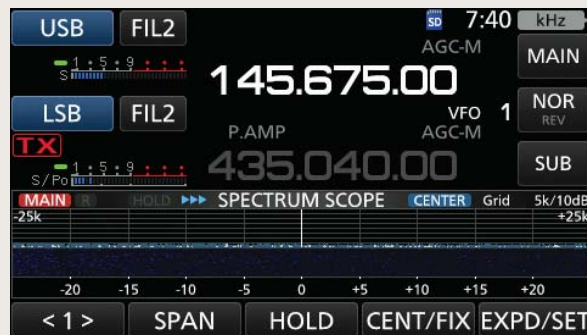 USB FIL2 SD 7:40 kHz
AGC-M
S 1 5 9
145.675.00
MAIN
LSB FIL2 VFO 1 NOR
REV
TX P.AMP AGC-M
S/Po 1 5 9
435.040.00
SUB
MAIN R HOLD SPECTRUM SCOPE CENTER Grid 5k/10dB
-25k +25k
-20 -15 -10 -5 0 +5 +10 +15 +20
< 1 > SPAN HOLD CENT/FIX EXPD/SET